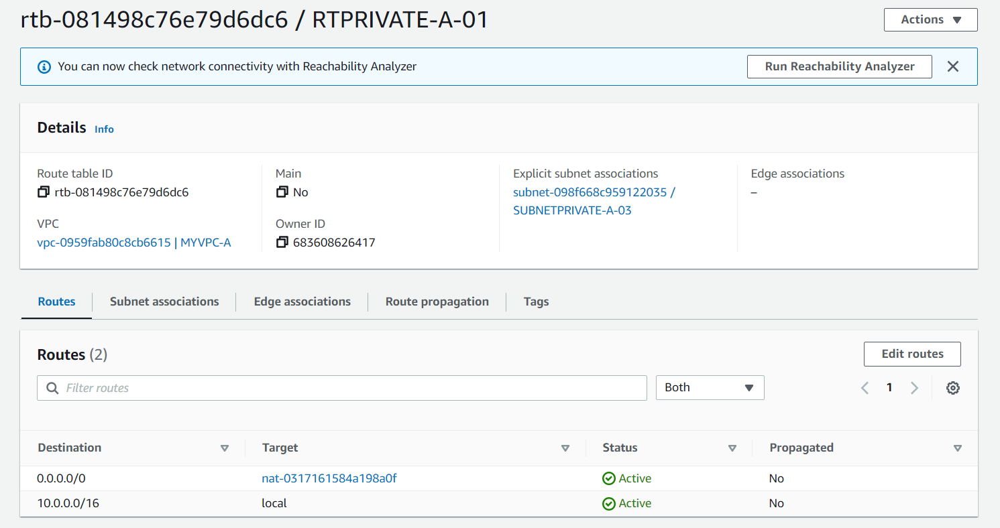 rtb-081498c76e79d6dc6 / RTPRIVATE-A-01
Actions
You can now check network connectivity with Reachability Analyzer
Run Reachability Analyzer
Details Info
Route table ID
rtb-081498c76e79d6dc6
VPC
vpc-0959fab80c8cb6615 | MYVPC-A
Main
No
Owner ID
683608626417
Explicit subnet associations
subnet-098f668c959122035 /
SUBNETPRIVATE-A-03
Edge associations
–
Routes Subnet associations Edge associations Route propagation Tags
Routes (2)
Edit routes
Filter routes
Both
1
Destination Target Status Propagated
0.0.0.0/0 nat-0317161584a198a0f Active No
10.0.0.0/16 local Active No